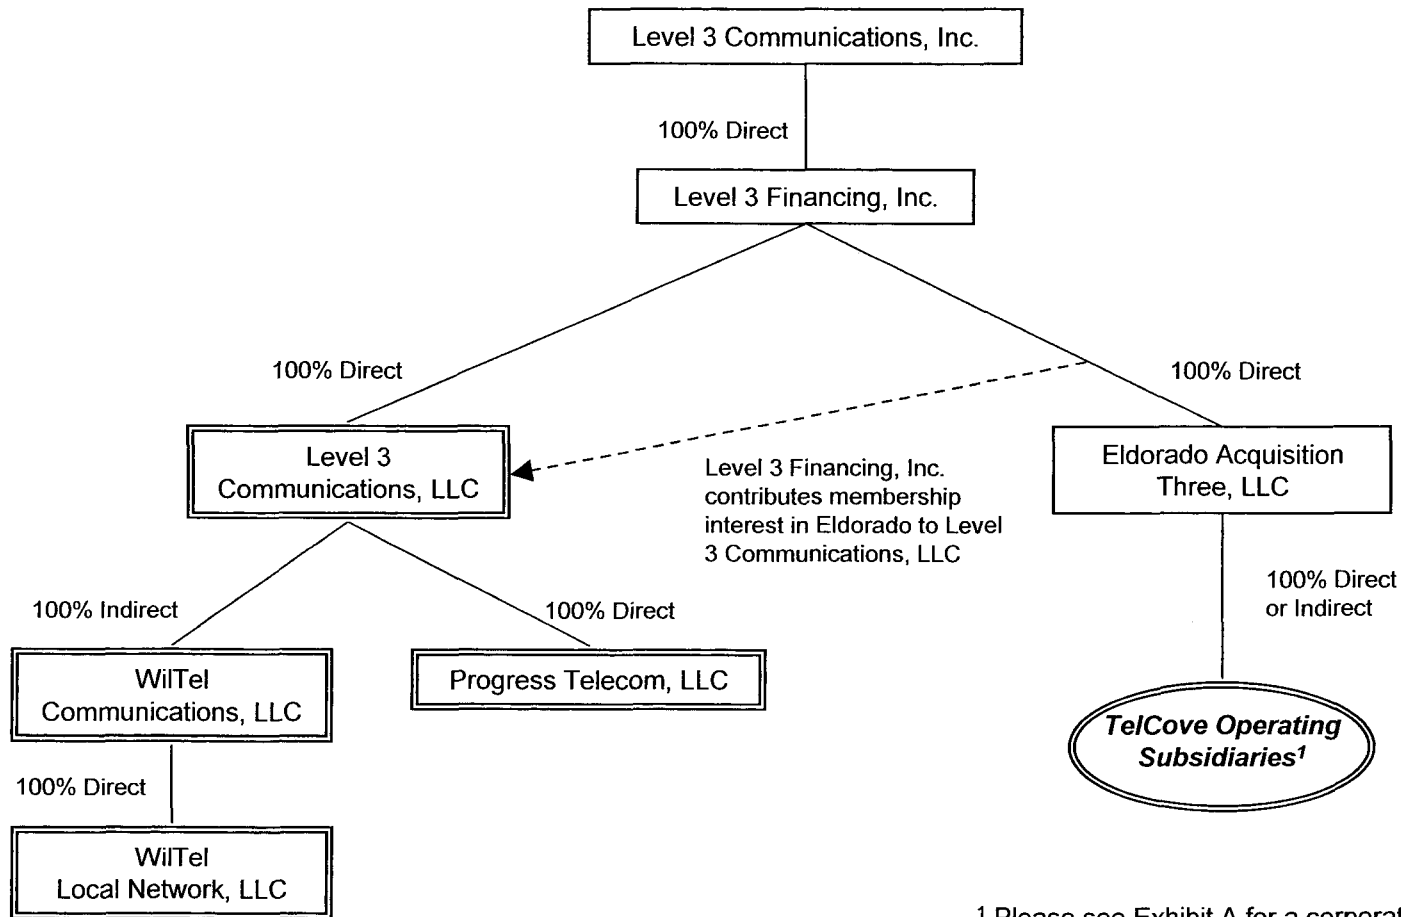 Level 3 Communications, Inc.
100% Direct
Level 3 Financing, Inc.
100% Direct
100% Direct
Level 3
Communications, LLC
Level 3 Financing, Inc.
contributes membership
interest in Eldorado to Level
3 Communications, LLC
Eldorado Acquisition
Three, LLC
100% Indirect
100% Direct
100% Direct
or Indirect
WilTel
Communications, LLC
Progress Telecom, LLC
TelCove Operating
Subsidiaries¹
100% Direct
WilTel
Local Network, LLC
¹ Please see Exhibit A for a corporat